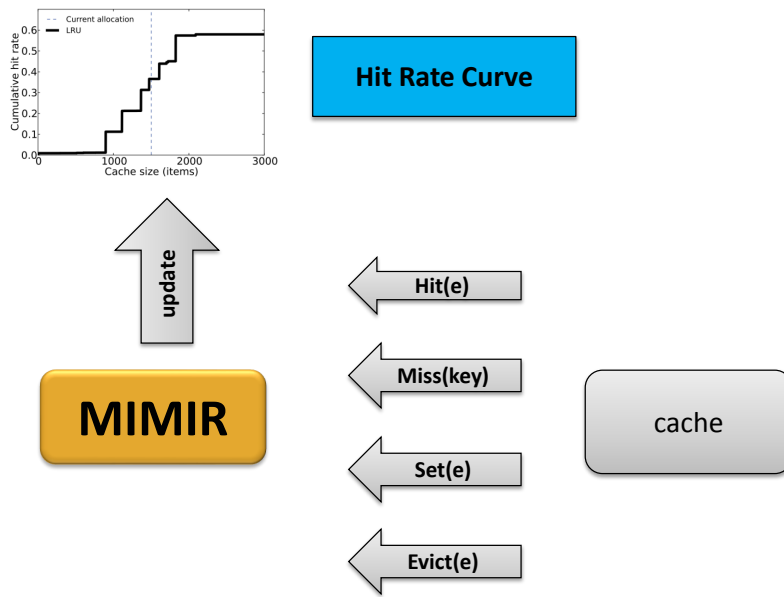 Current allocation
LRU
0.6
0.5
0.4
0.3
0.2
0.1
0.0
Cumulative hit rate
0 1000 2000 3000
Cache size (items)
Hit Rate Curve
update
Hit(e)
Miss(key)
MIMIR
cache
Set(e)
Evict(e)